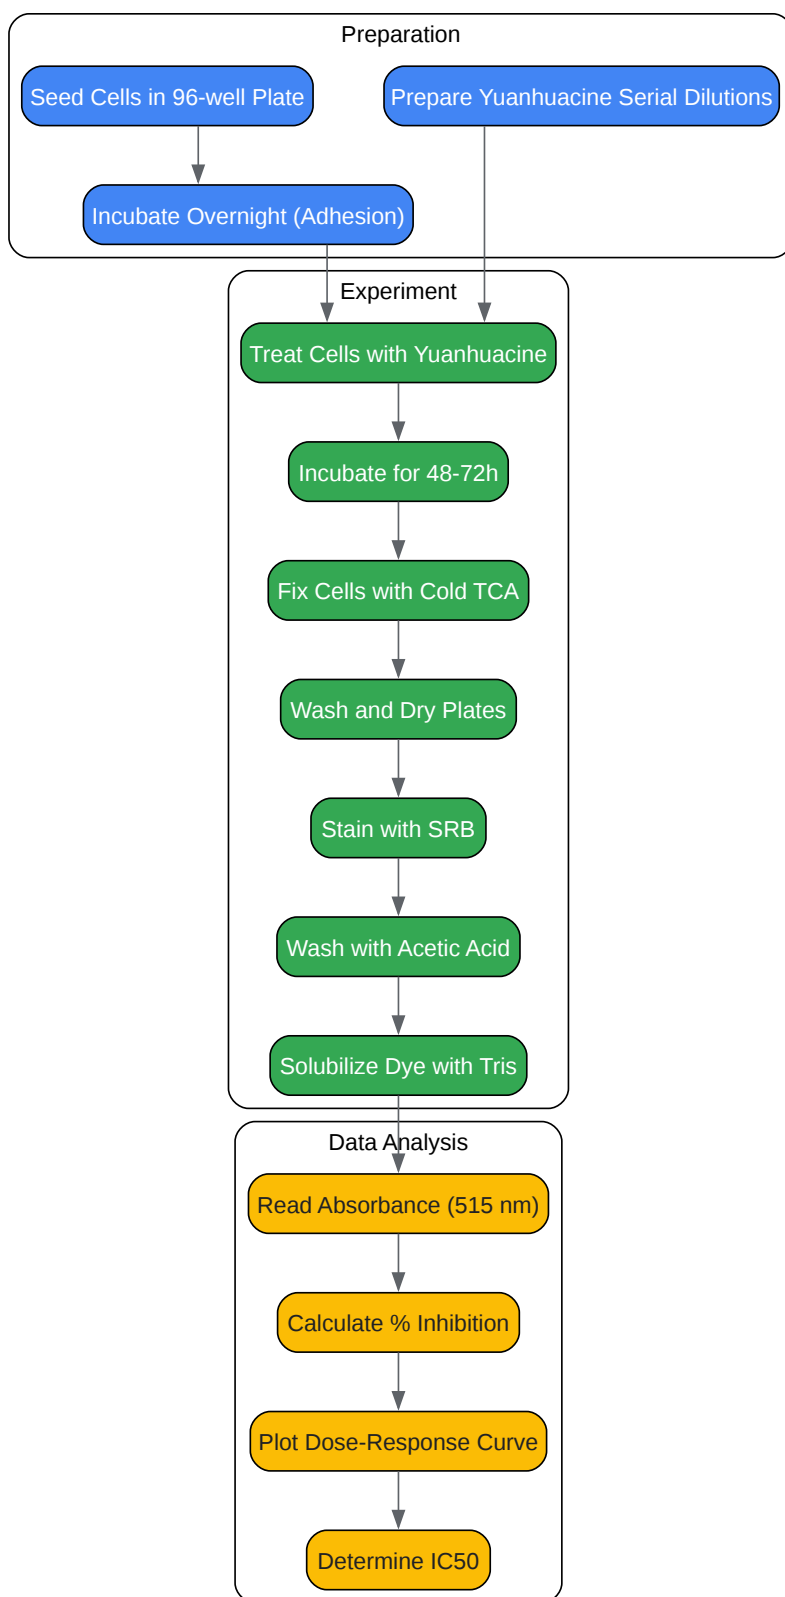 Preparation
Seed Cells in 96-well Plate
Prepare Yuanhuacine Serial Dilutions
Incubate Overnight (Adhesion)
Experiment
Treat Cells with Yuanhuacine
Incubate for 48-72h
Fix Cells with Cold TCA
Wash and Dry Plates
Stain with SRB
Wash with Acetic Acid
Solubilize Dye with Tris
Data Analysis
Read Absorbance (515 nm)
Calculate % Inhibition
Plot Dose-Response Curve
Determine IC50